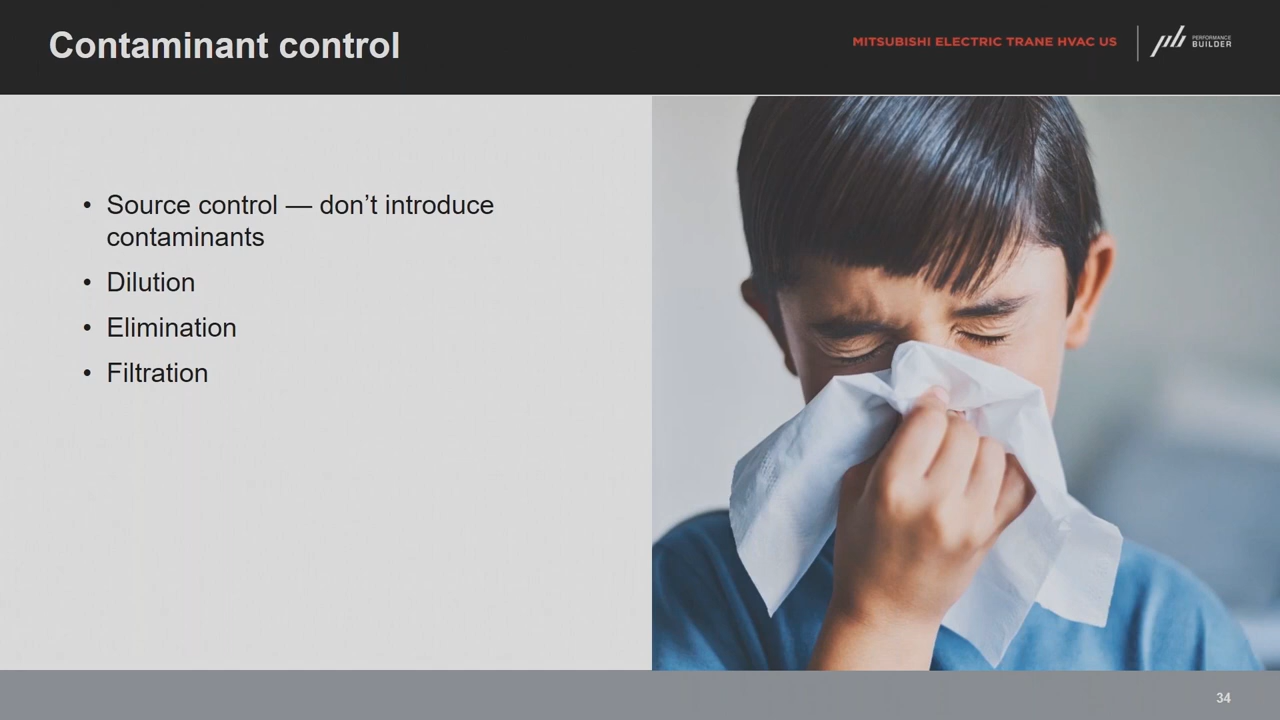 Contaminant control
MITSUBISHI ELECTRIC TRANE HVAC US
PERFORMANCE
BUILDER
• Source control — don’t introduce
contaminants
• Dilution
• Elimination
• Filtration
34